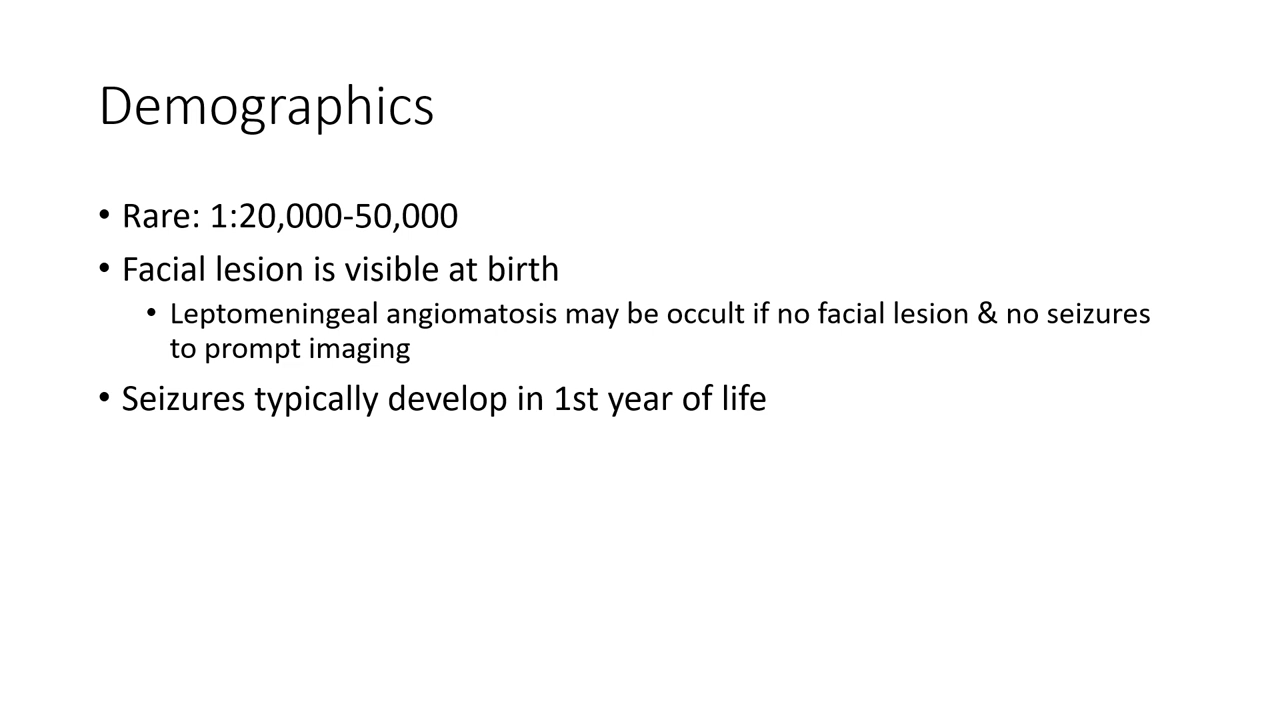 Demographics
• Rare: 1:20,000-50,000
• Facial lesion is visible at birth
• Leptomeningeal angiomatosis may be occult if no facial lesion & no seizures
to prompt imaging
• Seizures typically develop in 1st year of life